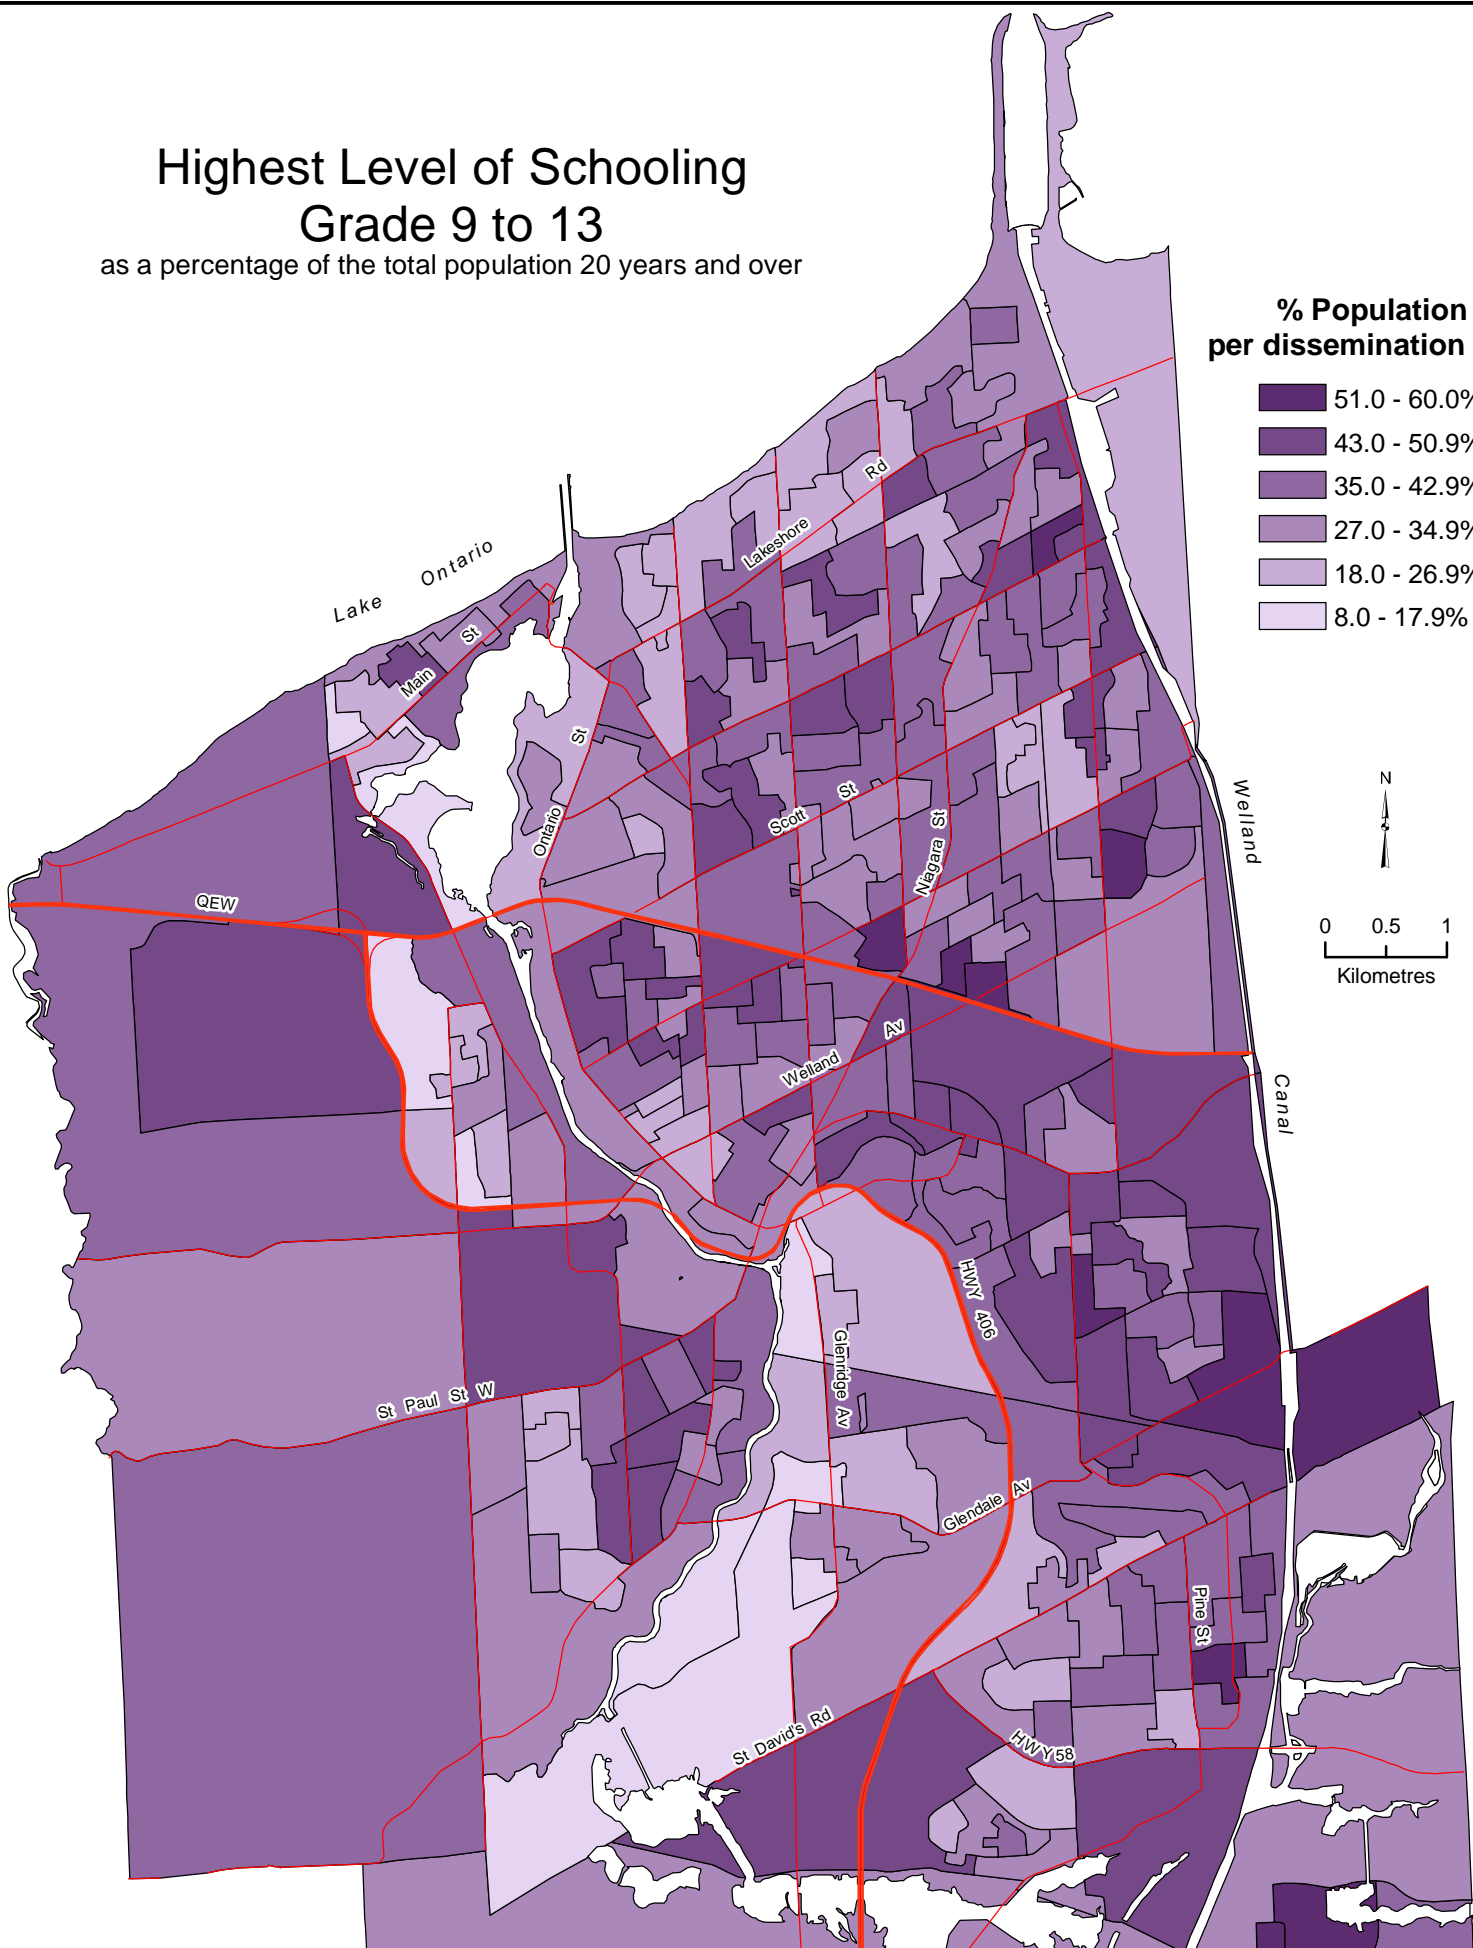 Highest Level of Schooling
Grade 9 to 13
as a percentage of the total population 20 years and over
% Population
per dissemination
51.0 - 60.0%
43.0 - 50.9%
35.0 - 42.9%
27.0 - 34.9%
18.0 - 26.9%
8.0 - 17.9%
Lake Ontario
Main St
Lakeshore Rd
Ontario St
Scott St
Niagara St
Welland Canal
N
0 0.5 1
Kilometres
QEW
Welland Av
HWY 406
Glenridge Av
St Paul St W
Glendale Av
Pine St
St David's Rd
HWY58